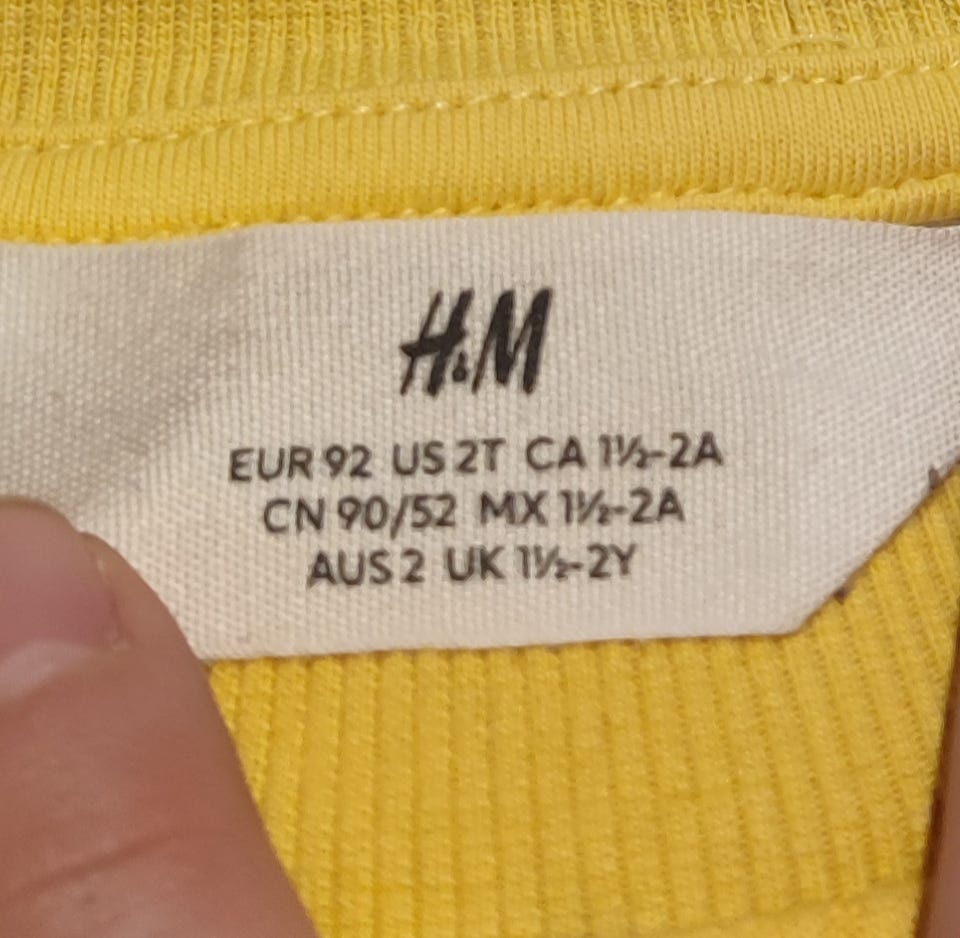 H&M
EUR 92 US 2T CA 1½-2A
CN 90/52 MX 1½-2A
AUS 2 UK 1½-2Y